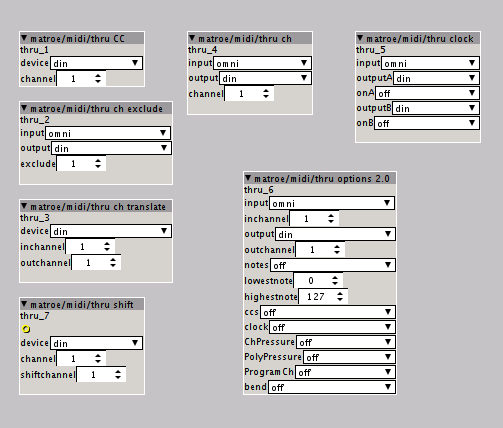 matroe/midi/thru CC
thru_1
device din
channel 1
matroe/midi/thru ch exclude
thru_2
input omni
output din
exclude 1
matroe/midi/thru ch translate
thru_3
device din
inchannel 1
outchannel 1
matroe/midi/thru shift
thru_7
device din
channel 1
shiftchannel 1
matroe/midi/thru ch
thru_4
input omni
output din
channel 1
matroe/midi/thru clock
thru_5
input omni
outputA din
onA off
outputB din
onB off
matroe/midi/thru options 2.0
thru_6
input omni
inchannel 1
output din
outchannel 1
notes off
lowestnote 0
highestnote 127
ccs off
clock off
ChPressure off
PolyPressure off
ProgramCh off
bend off